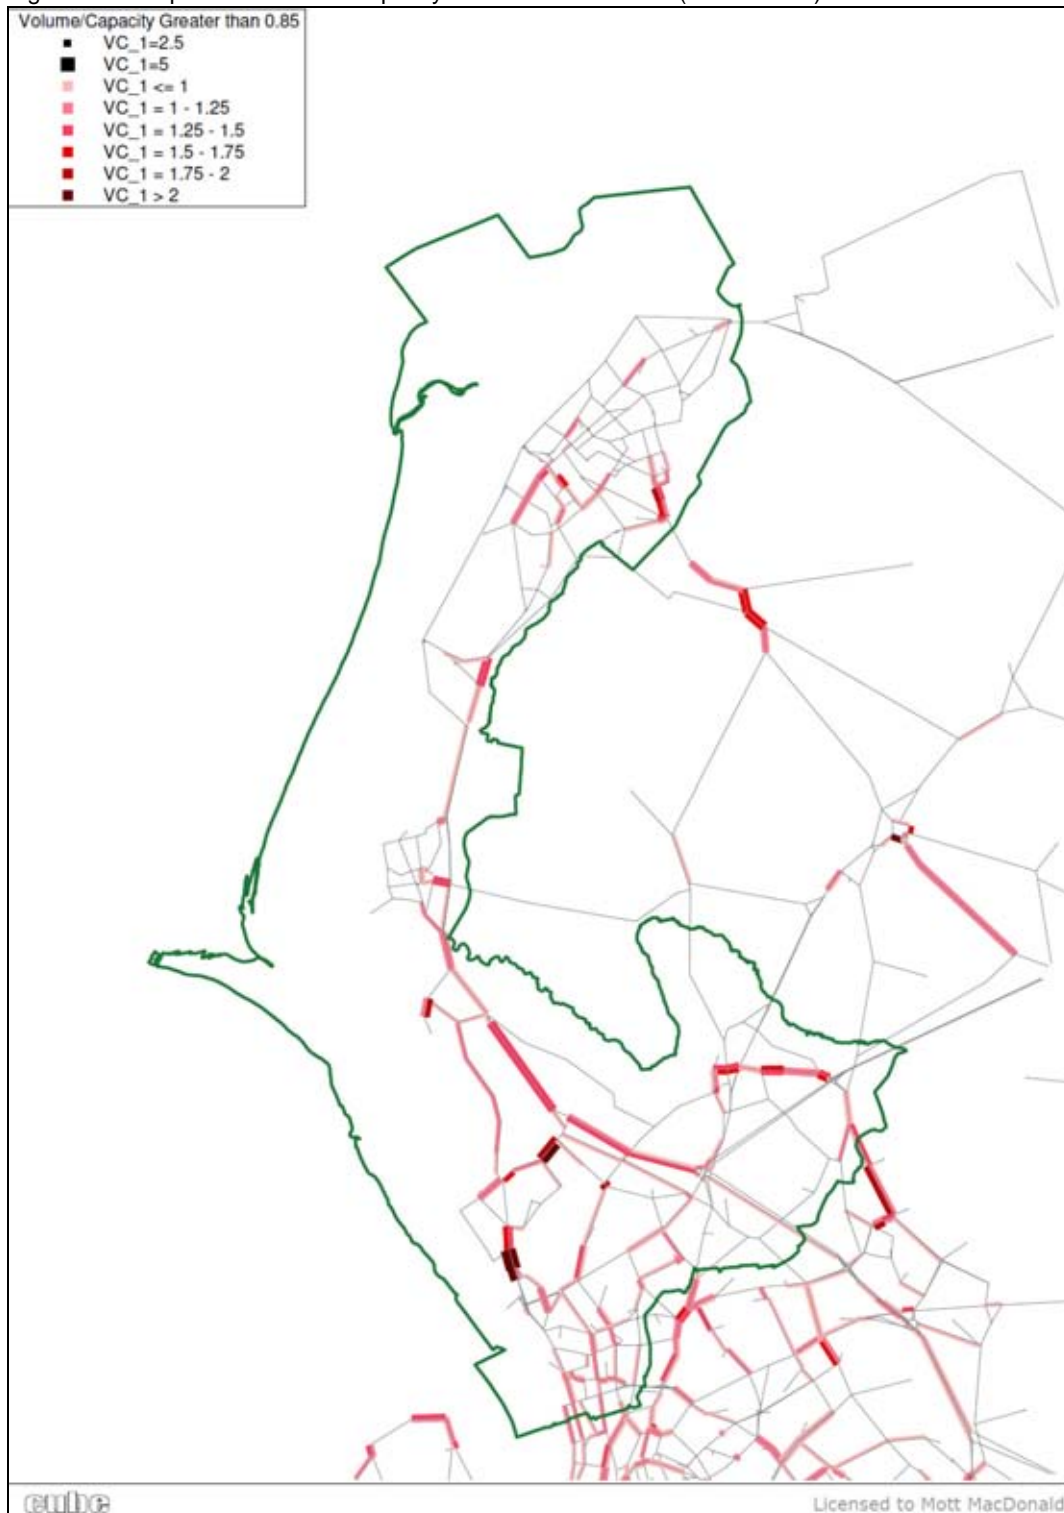 Volume/Capacity Greater than 0.85
VC_1=2.5
VC_1=5
VC_1 <= 1
VC_1 = 1 - 1.25
VC_1 = 1.25 - 1.5
VC_1 = 1.5 - 1.75
VC_1 = 1.75 - 2
VC_1 > 2
cube
Licensed to Mott MacDonald